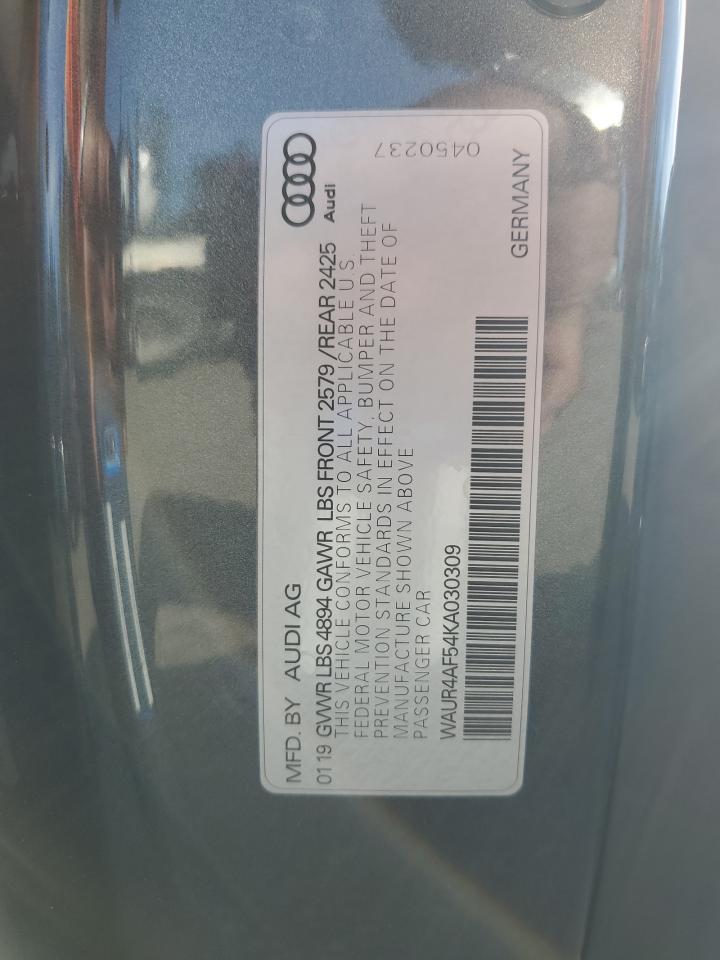 MFD. BY AUDI AG
Audi
0119 GVWR LBS 4894 GAWR LBS FRONT 2579 /REAR 2425
THIS VEHICLE CONFORMS TO ALL APPLICABLE U.S.
FEDERAL MOTOR VEHICLE SAFETY, BUMPER AND THEFT
PREVENTION STANDARDS IN EFFECT ON THE DATE OF
MANUFACTURE SHOWN ABOVE
PASSENGER CAR
0450237
WAUR4AF54KA030309
GERMANY